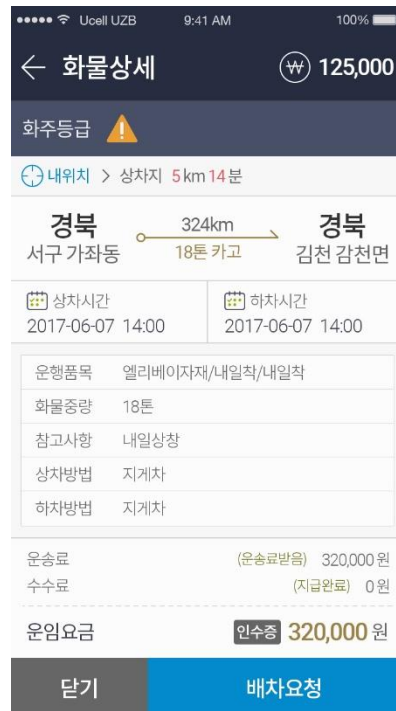 Ucell UZB 9:41 AM 100%
화물상세 ₩ 125,000
화주등급
내위치 > 상차지 5km 14분
경북 324km 경북
서구 가좌동 18톤 카고 김천 감천면
상차시간 하차시간
2017-06-07 14:00 2017-06-07 14:00
운행품목 엘리베이자재/내일착/내일착
화물중량 18톤
참고사항 내일상창
상차방법 지게차
하차방법 지게차
운송료 (운송료받음) 320,000원
수수료 (지급완료) 0원
운임요금 인수증 320,000 원
닫기 배차요청